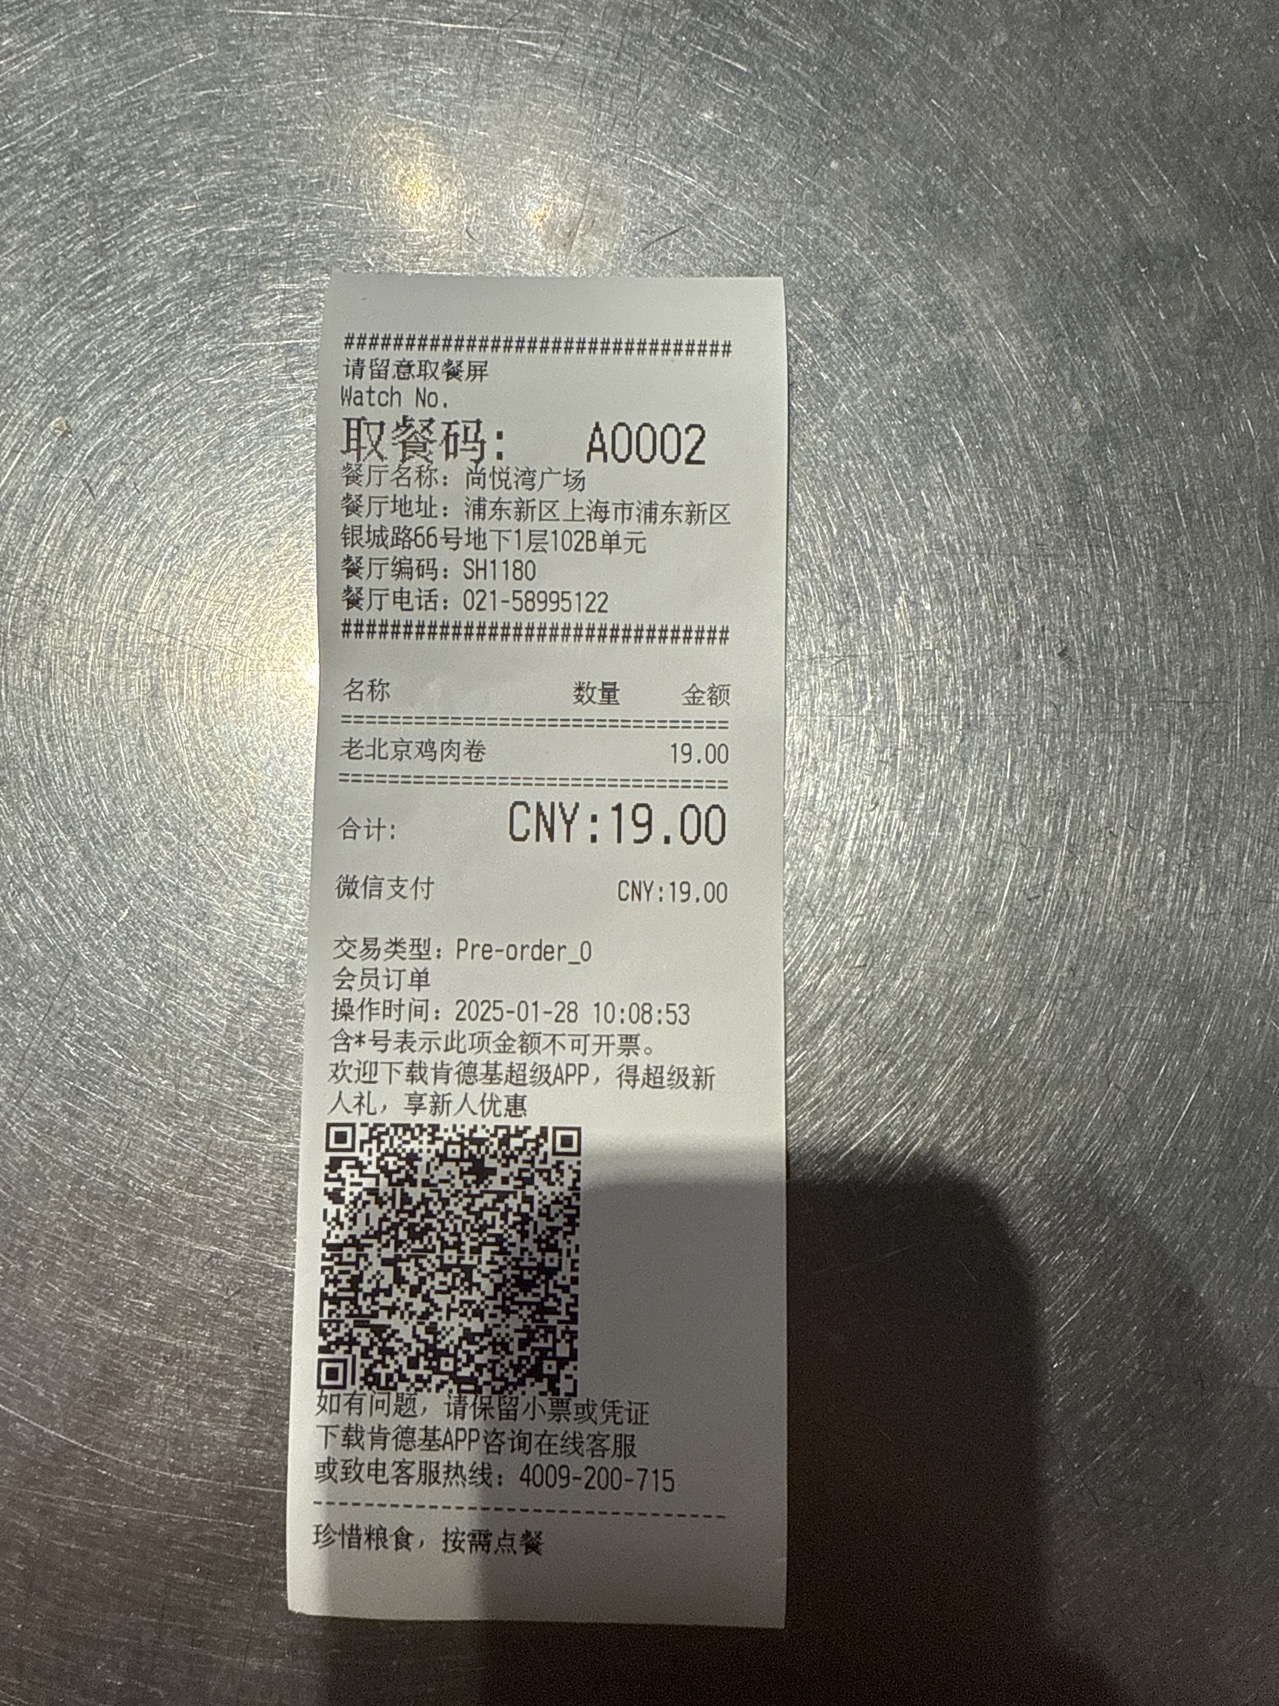 ################################
请留意取餐屏
Watch No.
取餐码： A0002
餐厅名称：尚悦湾广场
餐厅地址：浦东新区上海市浦东新区
银城路66号地下1层102B单元
餐厅编码：SH1180
餐厅电话：021-58995122
################################
名称 数量 金额
================================
老北京鸡肉卷 19.00
================================
合计: CNY:19.00
微信支付 CNY:19.00
交易类型：Pre-order_0
会员订单
操作时间：2025-01-28 10:08:53
含*号表示此项金额不可开票。
欢迎下载肯德基超级APP，得超级新
人礼，享新人优惠
如有问题，请保留小票或凭证
下载肯德基APP咨询在线客服
或致电客服热线：4009-200-715
--------------------------------
珍惜粮食，按需点餐